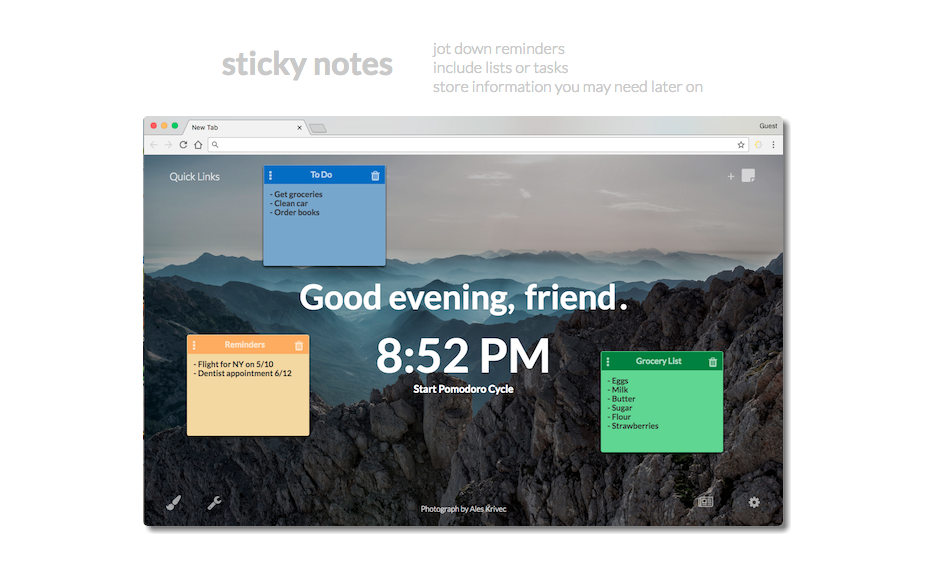 sticky notes
jot down reminders
include lists or tasks
store information you may need later on
New Tab
Guest
Quick Links
To Do
- Get groceries
- Clean car
- Order books
Good evening, friend.
8:52 PM
Start Pomodoro Cycle
Reminders
- Flight for NY on 5/10
- Dentist appointment 6/12
Grocery List
- Eggs
- Milk
- Butter
- Sugar
- Flour
- Strawberries
Photograph by Ales Krivec